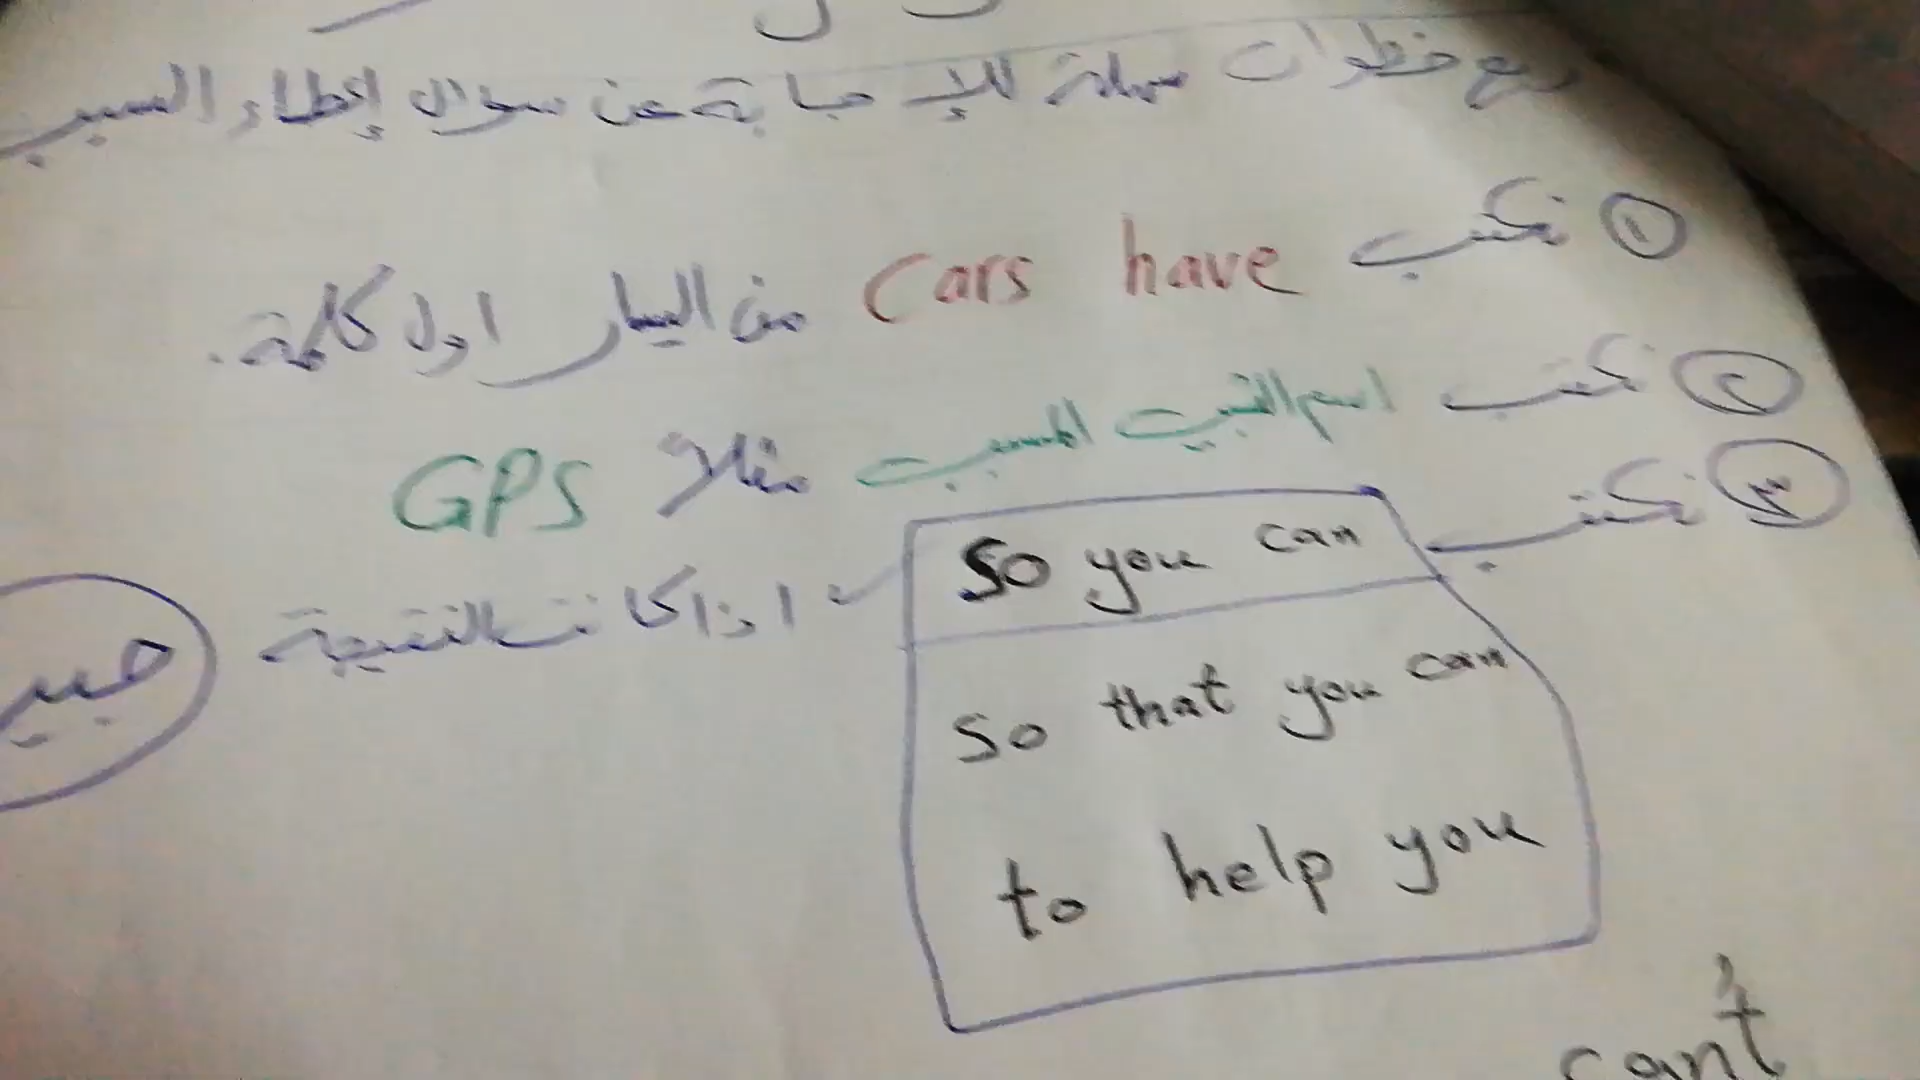 ربع خطوات سهلة للإجابة عن سؤال إعطاء السبب
① نكتب Cars have من اليسار اول كلمة.
② نكتب اسم المسبب مثلا GPS
③ نكتب So you can اذا كانت النتيجة
so that you can
to help you
can't